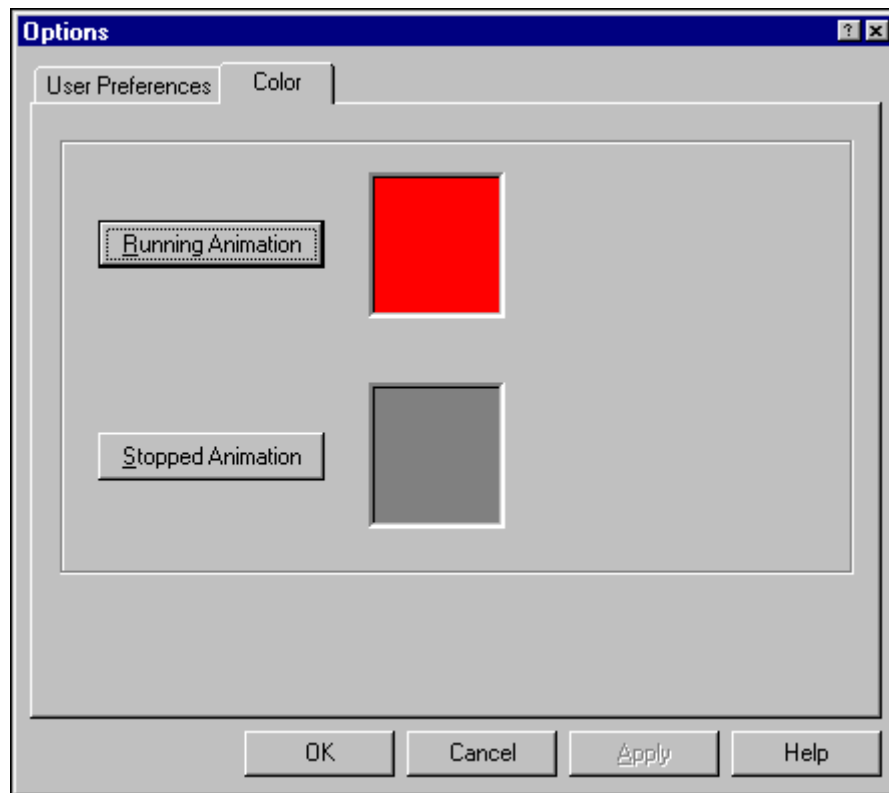 Options
User Preferences Color
Running Animation
Stopped Animation
OK Cancel Apply Help